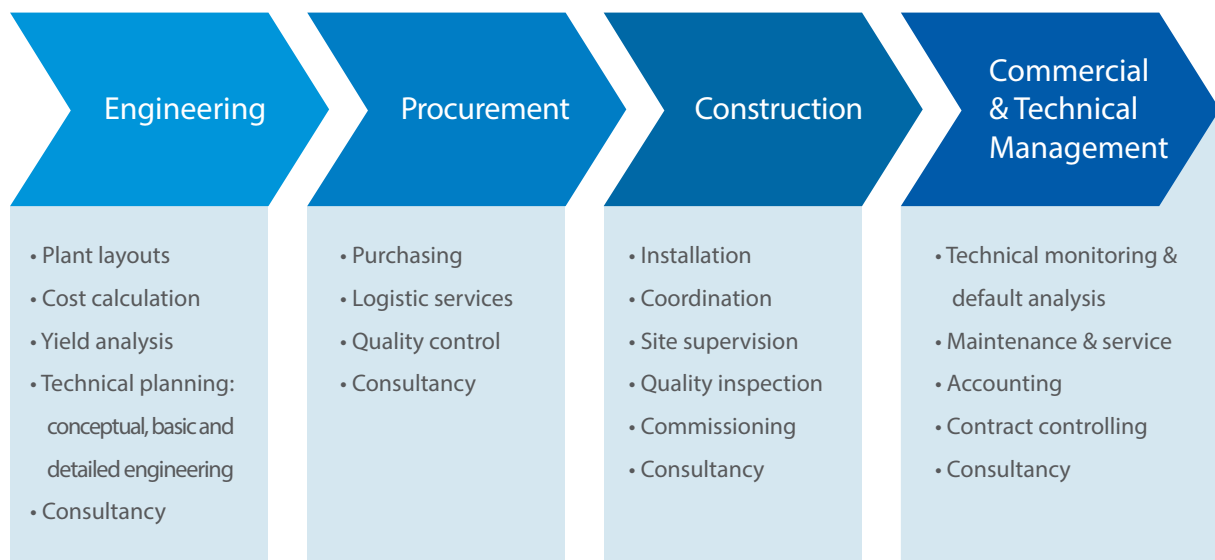 Engineering
• Plant layouts
• Cost calculation
• Yield analysis
• Technical planning:
conceptual, basic and
detailed engineering
• Consultancy
Procurement
• Purchasing
• Logistic services
• Quality control
• Consultancy
Construction
• Installation
• Coordination
• Site supervision
• Quality inspection
• Commissioning
• Consultancy
Commercial
& Technical
Management
• Technical monitoring &
default analysis
• Maintenance & service
• Accounting
• Contract controlling
• Consultancy